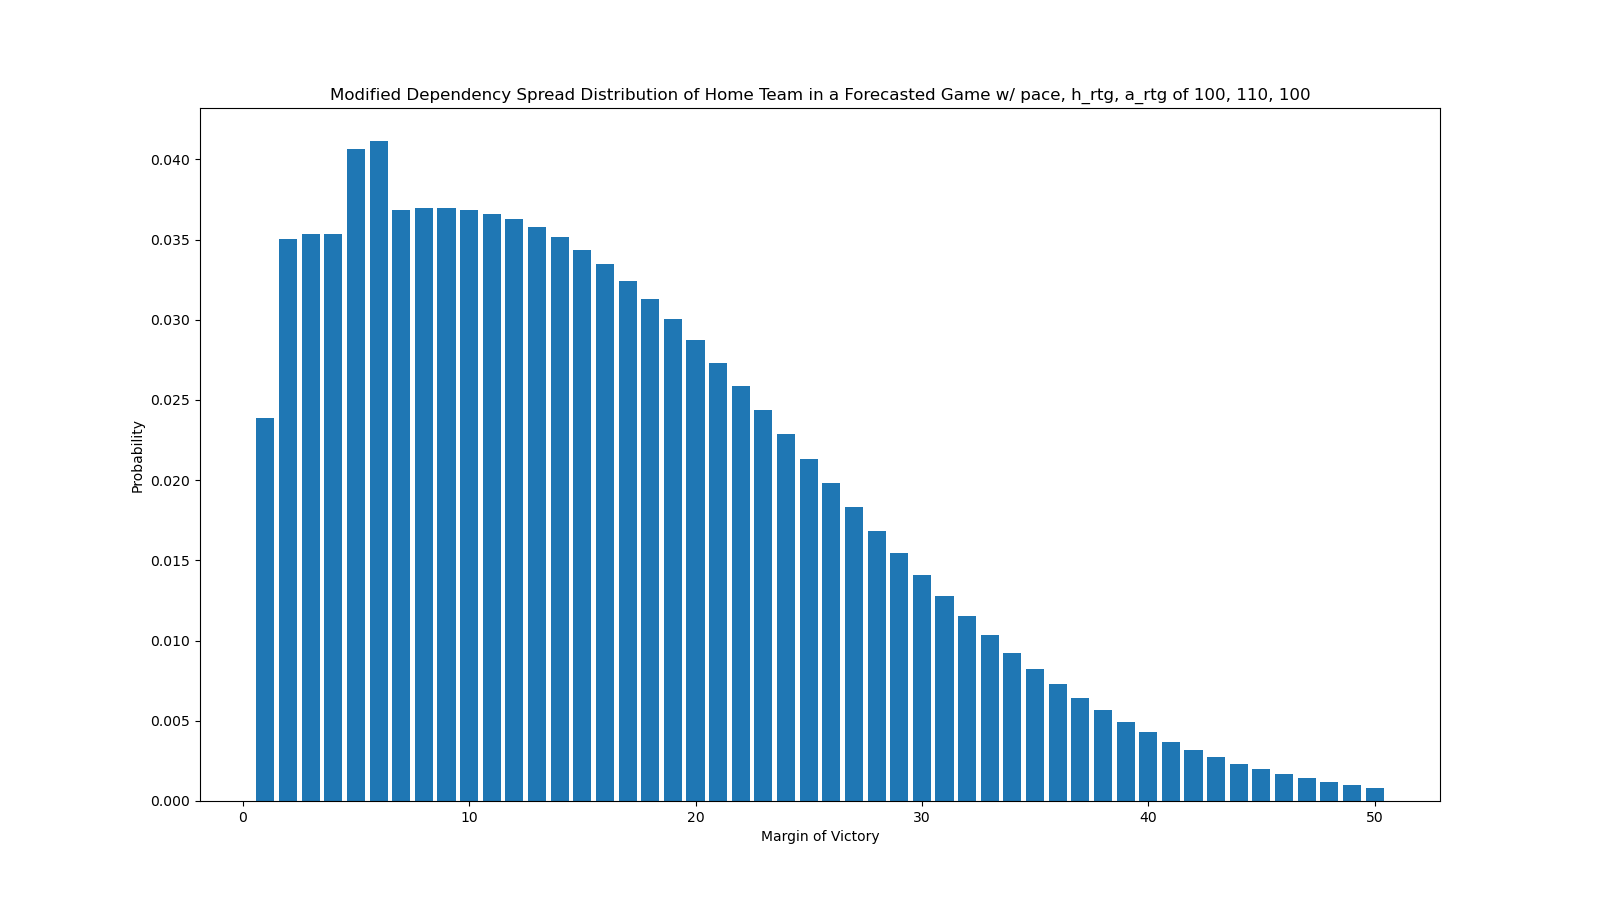 Modified Dependency Spread Distribution of Home Team in a Forecasted Game w/ pace, h_rtg, a_rtg of 100, 110, 100
0.040
0.035
0.030
0.025
0.020
0.015
0.010
0.005
0.000
Probability
0 10 20 30 40 50
Margin of Victory